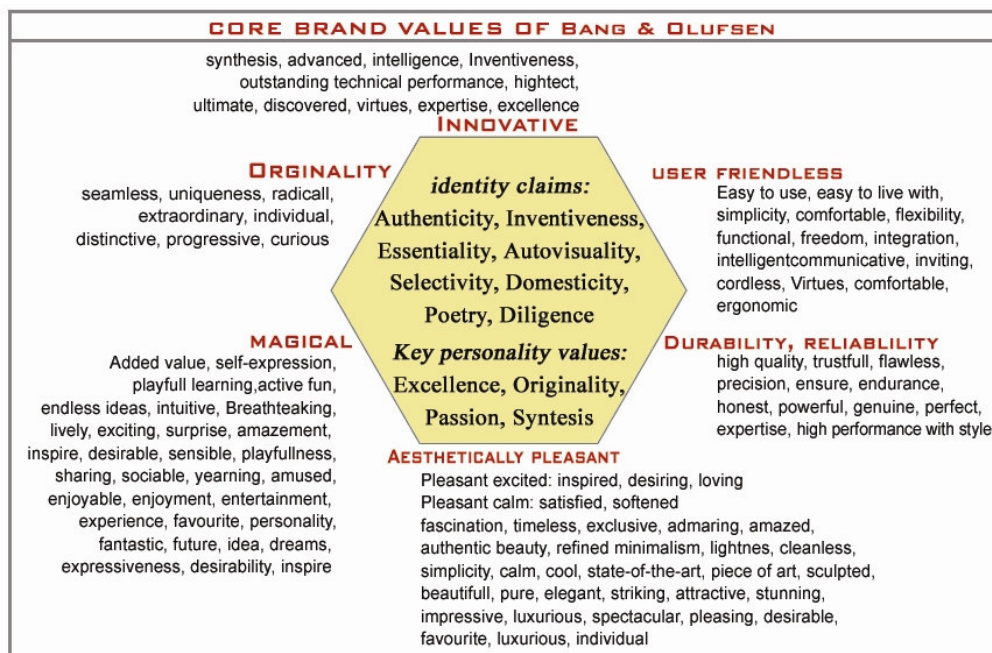 CORE BRAND VALUES OF BANG & OLUFSEN
synthesis, advanced, intelligence, Inventiveness,
outstanding technical performance, hightect,
ultimate, discovered, virtues, expertise, excellence
INNOVATIVE
ORGINALITY
seamless, uniqueness, radicall,
extraordinary, individual,
distinctive, progressive, curious
identity claims:
Authenticity, Inventiveness,
Essentiality, Autovisuality,
Selectivity, Domesticity,
Poetry, Diligence
Key personality values:
Excellence, Originality,
Passion, Syntesis
USER FRIENDLESS
Easy to use, easy to live with,
simplicity, comfortable, flexibility,
functional, freedom, integration,
intelligentcommunicative, inviting,
cordless, Virtues, comfortable,
ergonomic
MAGICAL
Added value, self-expression,
playfull learning,active fun,
endless ideas, intuitive, Breathteaking,
lively, exciting, surprise, amazement,
inspire, desirable, sensible, playfullness,
sharing, sociable, yearning, amused,
enjoyable, enjoyment, entertainment,
experience, favourite, personality,
fantastic, future, idea, dreams,
expressiveness, desirability, inspire
DURABILITY, RELIABLILITY
high quality, trustfull, flawless,
precision, ensure, endurance,
honest, powerful, genuine, perfect,
expertise, high performance with style
AESTHETICALLY PLEASANT
Pleasant excited: inspired, desiring, loving
Pleasant calm: satisfied, softened
fascination, timeless, exclusive, admaring, amazed,
authentic beauty, refined minimalism, lightnes, cleanless,
simplicity, calm, cool, state-of-the-art, piece of art, sculpted,
beautifull, pure, elegant, striking, attractive, stunning,
impressive, luxurious, spectacular, pleasing, desirable,
favourite, luxurious, individual